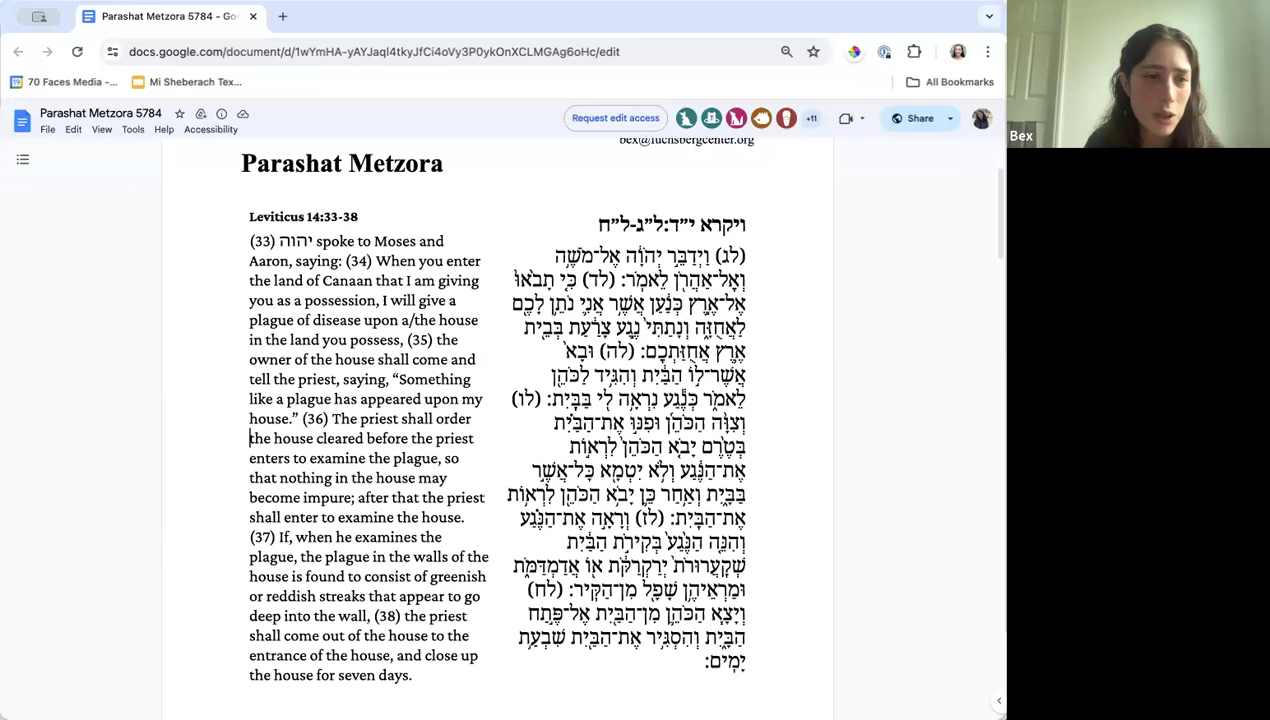 Parashat Metzora 5784 - Go
docs.google.com/document/d/1wYmHA-yAYJaql4tkyJfCi4oVy3P0ykOnXCLMGAg6oHc/edit
70 Faces Media -...
Mi Sheberach Tex...
All Bookmarks
Parashat Metzora 5784
File Edit View Tools Help Accessibility
Request edit access
+11
Share
Bex
bex@fuchsbergcenter.org
Parashat Metzora
Leviticus 14:33-38
(33) יהוה spoke to Moses and
Aaron, saying: (34) When you enter
the land of Canaan that I am giving
you as a possession, I will give a
plague of disease upon a/the house
in the land you possess, (35) the
owner of the house shall come and
tell the priest, saying, “Something
like a plague has appeared upon my
house.” (36) The priest shall order
the house cleared before the priest
enters to examine the plague, so
that nothing in the house may
become impure; after that the priest
shall enter to examine the house.
(37) If, when he examines the
plague, the plague in the walls of the
house is found to consist of greenish
or reddish streaks that appear to go
deep into the wall, (38) the priest
shall come out of the house to the
entrance of the house, and close up
the house for seven days.
ויקרא י״ד:ל״ג-ל״ח
(לג) וַיְדַבֵּ֣ר יְהֹוָ֔ה אֶל־מֹשֶׁ֥ה
וְאֶֽל־אַהֲרֹ֖ן לֵאמֹֽר׃ (לד) כִּ֤י תָבֹ֙אוּ֙
אֶל־אֶ֣רֶץ כְּנַ֔עַן אֲשֶׁ֥ר אֲנִ֛י נֹתֵ֥ן לָכֶ֖ם
לַאֲחֻזָּ֑ה וְנָתַתִּי֙ נֶ֣גַע צָרַ֔עַת בְּבֵ֖ית
אֶ֥רֶץ אֲחֻזַּתְכֶֽם׃ (לה) וּבָא֙
אֲשֶׁר־ל֣וֹ הַבַּ֔יִת וְהִגִּ֥יד לַכֹּהֵ֖ן
לֵאמֹ֑ר כְּנֶ֕גַע נִרְאָ֥ה לִ֖י בַּבָּֽיִת׃ (לו)
וְצִוָּ֨ה הַכֹּהֵ֜ן וּפִנּ֣וּ אֶת־הַבַּ֗יִת
בְּטֶ֨רֶם יָבֹ֤א הַכֹּהֵן֙ לִרְא֣וֹת
אֶת־הַנֶּ֔גַע וְלֹ֥א יִטְמָ֖א כׇּל־אֲשֶׁ֣ר
בַּבָּ֑יִת וְאַ֥חַר כֵּ֛ן יָבֹ֥א הַכֹּהֵ֖ן לִרְא֥וֹת
אֶת־הַבָּֽיִת׃ (לז) וְרָאָ֣ה אֶת־הַנֶּ֗גַע
וְהִנֵּ֤ה הַנֶּ֙גַע֙ בְּקִירֹ֣ת הַבַּ֔יִת
שְׁקַֽעֲרוּרֹת֙ יְרַקְרַקֹּ֔ת א֖וֹ אֲדַמְדַּמֹּ֑ת
וּמַרְאֵיהֶ֥ן שָׁפָ֖ל מִן־הַקִּֽיר׃ (לח)
וְיָצָ֧א הַכֹּהֵ֛ן מִן־הַבַּ֖יִת אֶל־פֶּ֣תַח
הַבָּ֑יִת וְהִסְגִּ֥יר אֶת־הַבַּ֖יִת שִׁבְעַ֥ת
יָמִֽים׃